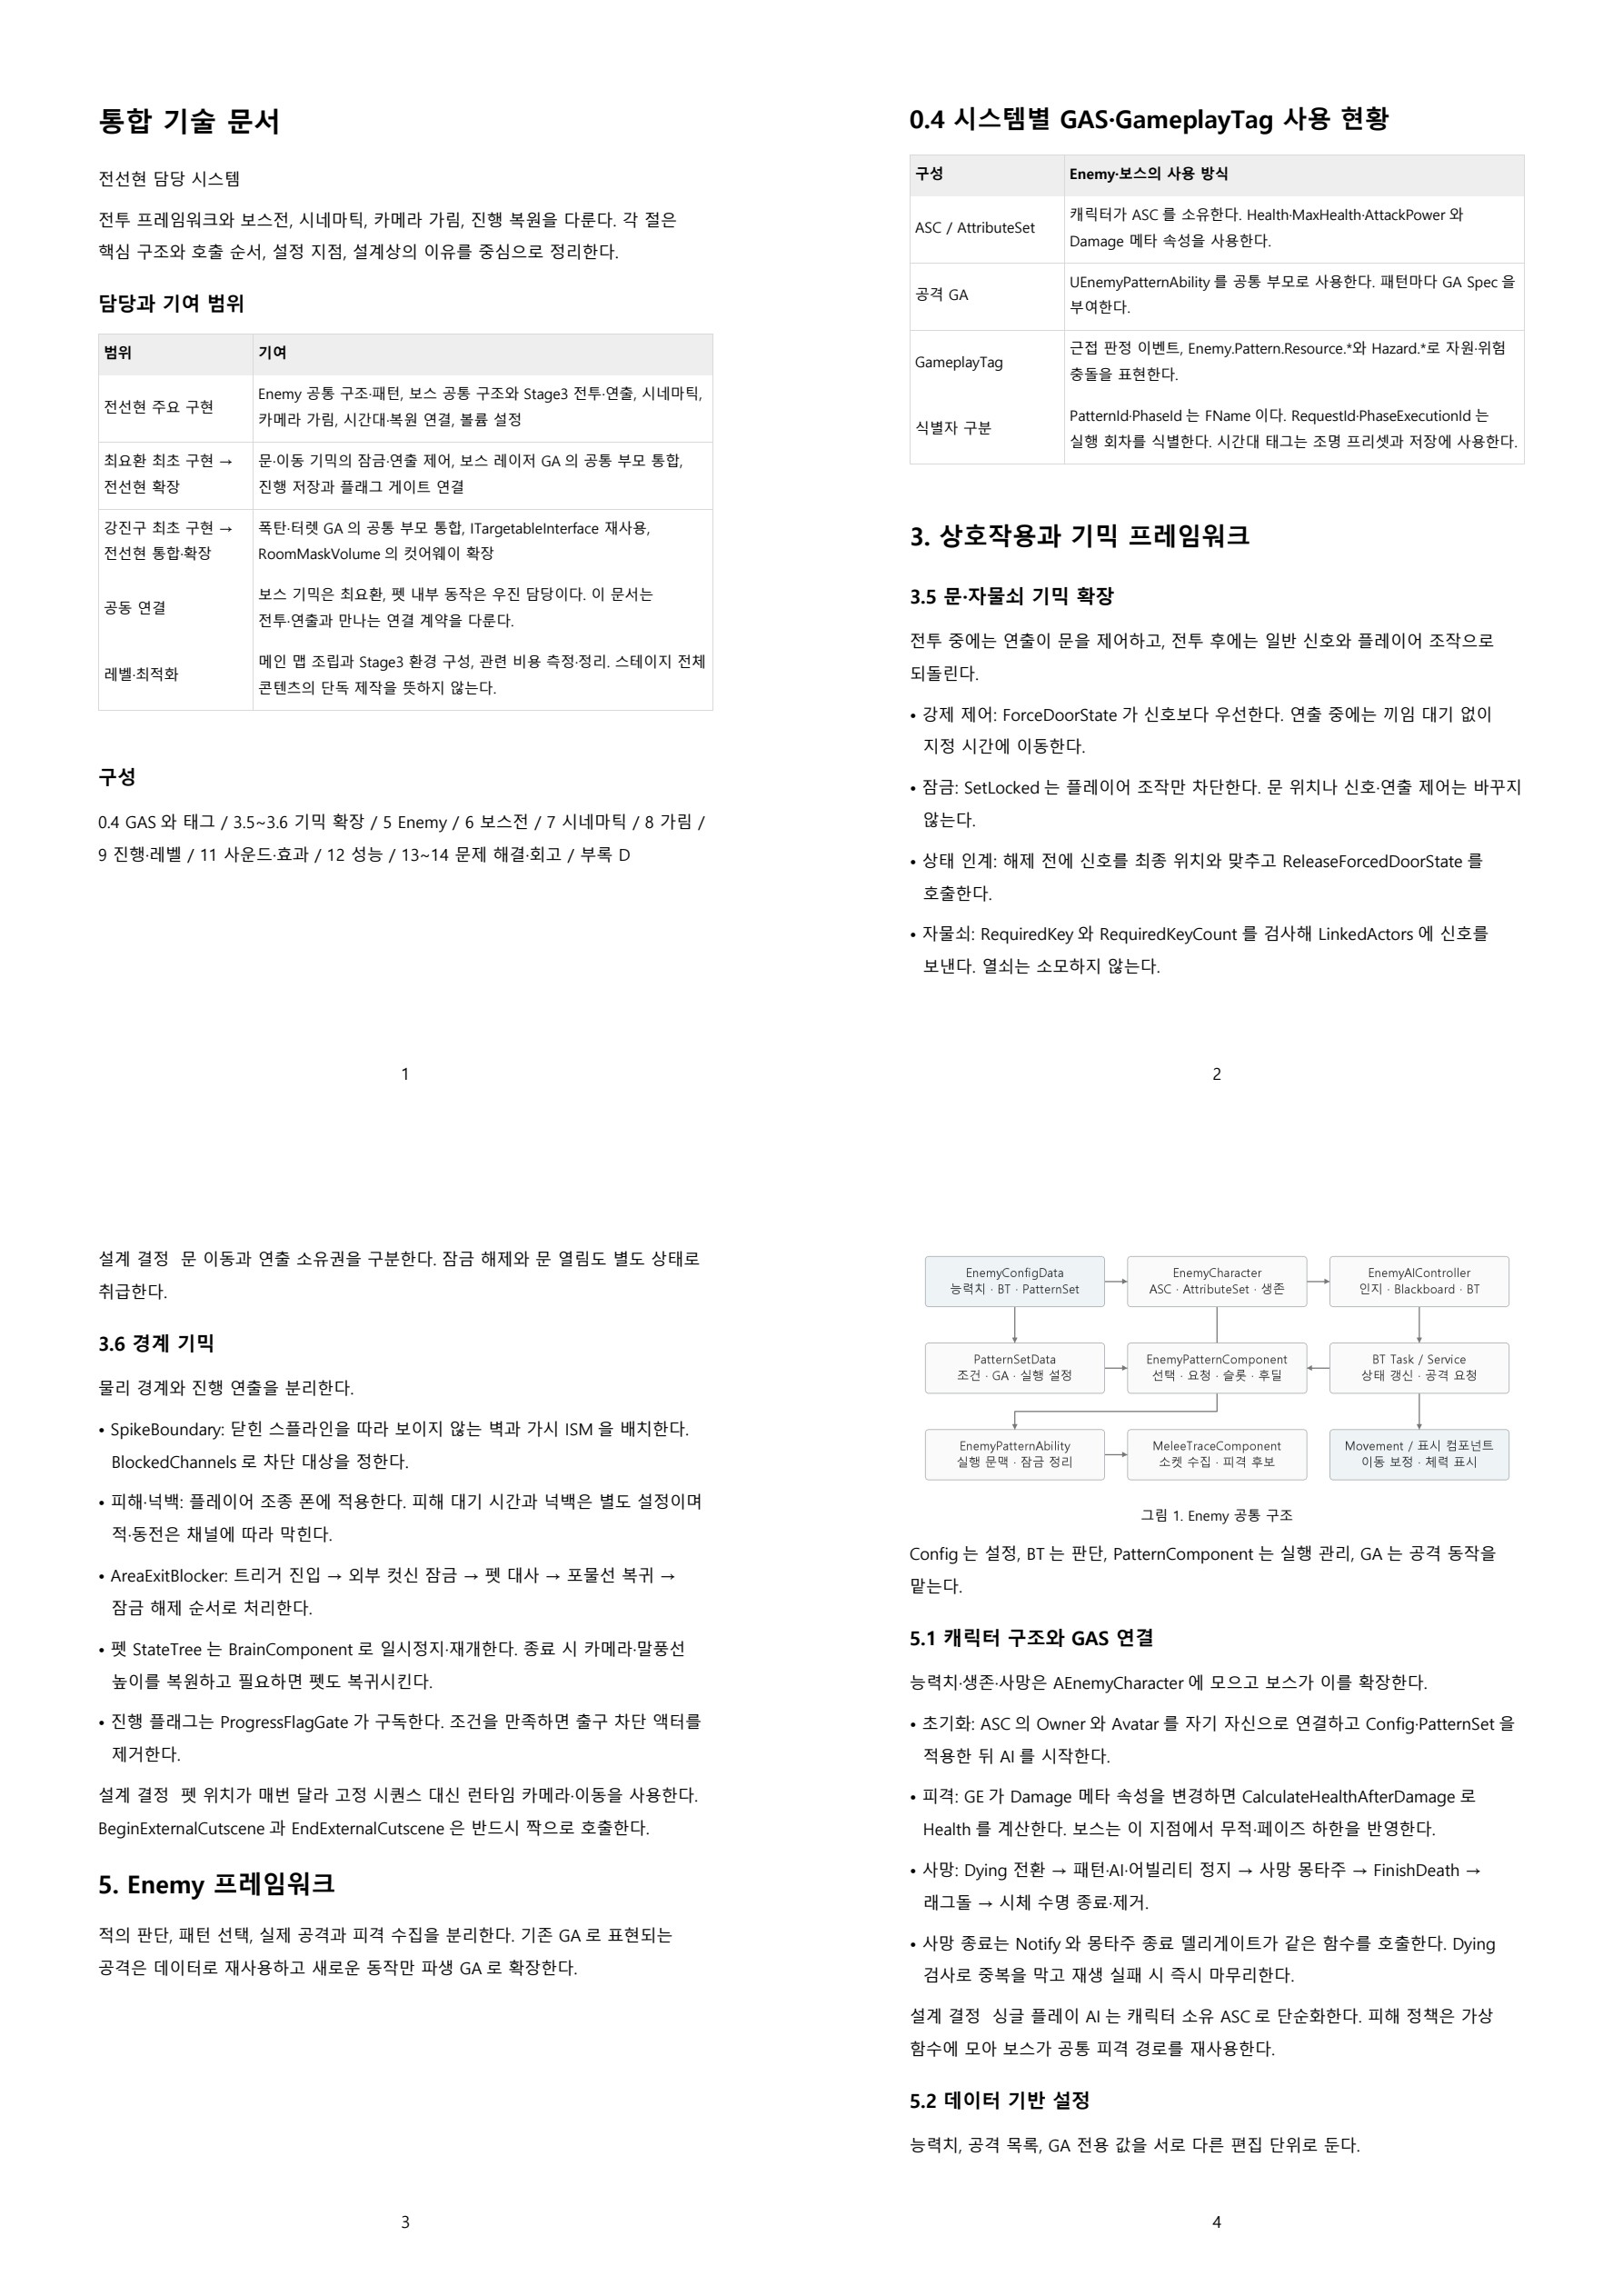 통합 기술 문서
전선현 담당 시스템
전투 프레임워크와 보스전, 시네마틱, 카메라 가림, 진행 복원을 다룬다. 각 절은
핵심 구조와 호출 순서, 설정 지점, 설계상의 이유를 중심으로 정리한다.
담당과 기여 범위
범위 기여
전선현 주요 구현 Enemy 공통 구조·패턴, 보스 공통 구조와 Stage3 전투·연출, 시네마틱,
카메라 가림, 시간대·복원 연결, 볼륨 설정
최요환 최초 구현 → 문·이동 기믹의 잠금·연출 제어, 보스 레이저 GA 의 공통 부모 통합,
전선현 확장 진행 저장과 플래그 게이트 연결
강진구 최초 구현 → 폭탄·터렛 GA 의 공통 부모 통합, ITargetableInterface 재사용,
전선현 통합·확장 RoomMaskVolume 의 컷어웨이 확장
공동 연결 보스 기믹은 최요환, 펫 내부 동작은 우진 담당이다. 이 문서는
전투·연출과 만나는 연결 계약을 다룬다.
레벨·최적화 메인 맵 조립과 Stage3 환경 구성, 관련 비용 측정·정리. 스테이지 전체
콘텐츠의 단독 제작을 뜻하지 않는다.
구성
0.4 GAS 와 태그 / 3.5~3.6 기믹 확장 / 5 Enemy / 6 보스전 / 7 시네마틱 / 8 가림 /
9 진행·레벨 / 11 사운드·효과 / 12 성능 / 13~14 문제 해결·회고 / 부록 D
1
0.4 시스템별 GAS·GameplayTag 사용 현황
구성 Enemy·보스의 사용 방식
ASC / AttributeSet 캐릭터가 ASC 를 소유한다. Health·MaxHealth·AttackPower 와
Damage 메타 속성을 사용한다.
공격 GA UEnemyPatternAbility 를 공통 부모로 사용한다. 패턴마다 GA Spec 을
부여한다.
GameplayTag 근접 판정 이벤트, Enemy.Pattern.Resource.*와 Hazard.*로 자원·위험
충돌을 표현한다.
식별자 구분 PatternId·PhaseId 는 FName 이다. RequestId·PhaseExecutionId 는
실행 회차를 식별한다. 시간대 태그는 조명 프리셋과 저장에 사용한다.
3. 상호작용과 기믹 프레임워크
3.5 문·자물쇠 기믹 확장
전투 중에는 연출이 문을 제어하고, 전투 후에는 일반 신호와 플레이어 조작으로
되돌린다.
• 강제 제어: ForceDoorState 가 신호보다 우선한다. 연출 중에는 끼임 대기 없이
지정 시간에 이동한다.
• 잠금: SetLocked 는 플레이어 조작만 차단한다. 문 위치나 신호·연출 제어는 바꾸지
않는다.
• 상태 인계: 해제 전에 신호를 최종 위치와 맞추고 ReleaseForcedDoorState 를
호출한다.
• 자물쇠: RequiredKey 와 RequiredKeyCount 를 검사해 LinkedActors 에 신호를
보낸다. 열쇠는 소모하지 않는다.
2
설계 결정 문 이동과 연출 소유권을 구분한다. 잠금 해제와 문 열림도 별도 상태로
취급한다.
3.6 경계 기믹
물리 경계와 진행 연출을 분리한다.
• SpikeBoundary: 닫힌 스플라인을 따라 보이지 않는 벽과 가시 ISM 을 배치한다.
BlockedChannels 로 차단 대상을 정한다.
• 피해·넉백: 플레이어 조종 폰에 적용한다. 피해 대기 시간과 넉백은 별도 설정이며
적·동전은 채널에 따라 막힌다.
• AreaExitBlocker: 트리거 진입 → 외부 컷신 잠금 → 펫 대사 → 포물선 복귀 →
잠금 해제 순서로 처리한다.
• 펫 StateTree 는 BrainComponent 로 일시정지·재개한다. 종료 시 카메라·말풍선
높이를 복원하고 필요하면 펫도 복귀시킨다.
• 진행 플래그는 ProgressFlagGate 가 구독한다. 조건을 만족하면 출구 차단 액터를
제거한다.
설계 결정 펫 위치가 매번 달라 고정 시퀀스 대신 런타임 카메라·이동을 사용한다.
BeginExternalCutscene 과 EndExternalCutscene 은 반드시 짝으로 호출한다.
5. Enemy 프레임워크
적의 판단, 패턴 선택, 실제 공격과 피격 수집을 분리한다. 기존 GA 로 표현되는
공격은 데이터로 재사용하고 새로운 동작만 파생 GA 로 확장한다.
3
EnemyConfigData
능력치 · BT · PatternSet
EnemyCharacter
ASC · AttributeSet · 생존
EnemyAIController
인지 · Blackboard · BT
PatternSetData
조건 · GA · 실행 설정
EnemyPatternComponent
선택 · 요청 · 슬롯 · 후딜
BT Task / Service
상태 갱신 · 공격 요청
EnemyPatternAbility
실행 문맥 · 잠금 정리
MeleeTraceComponent
소켓 수집 · 피격 후보
Movement / 표시 컴포넌트
이동 보정 · 체력 표시
그림 1. Enemy 공통 구조
Config 는 설정, BT 는 판단, PatternComponent 는 실행 관리, GA 는 공격 동작을
맡는다.
5.1 캐릭터 구조와 GAS 연결
능력치·생존·사망은 AEnemyCharacter 에 모으고 보스가 이를 확장한다.
• 초기화: ASC 의 Owner 와 Avatar 를 자기 자신으로 연결하고 Config·PatternSet 을
적용한 뒤 AI 를 시작한다.
• 피격: GE 가 Damage 메타 속성을 변경하면 CalculateHealthAfterDamage 로
Health 를 계산한다. 보스는 이 지점에서 무적·페이즈 하한을 반영한다.
• 사망: Dying 전환 → 패턴·AI·어빌리티 정지 → 사망 몽타주 → FinishDeath →
래그돌 → 시체 수명 종료·제거.
• 사망 종료는 Notify 와 몽타주 종료 델리게이트가 같은 함수를 호출한다. Dying
검사로 중복을 막고 재생 실패 시 즉시 마무리한다.
설계 결정 싱글 플레이 AI 는 캐릭터 소유 ASC 로 단순화한다. 피해 정책은 가상
함수에 모아 보스가 공통 피격 경로를 재사용한다.
5.2 데이터 기반 설정
능력치, 공격 목록, GA 전용 값을 서로 다른 편집 단위로 둔다.
4